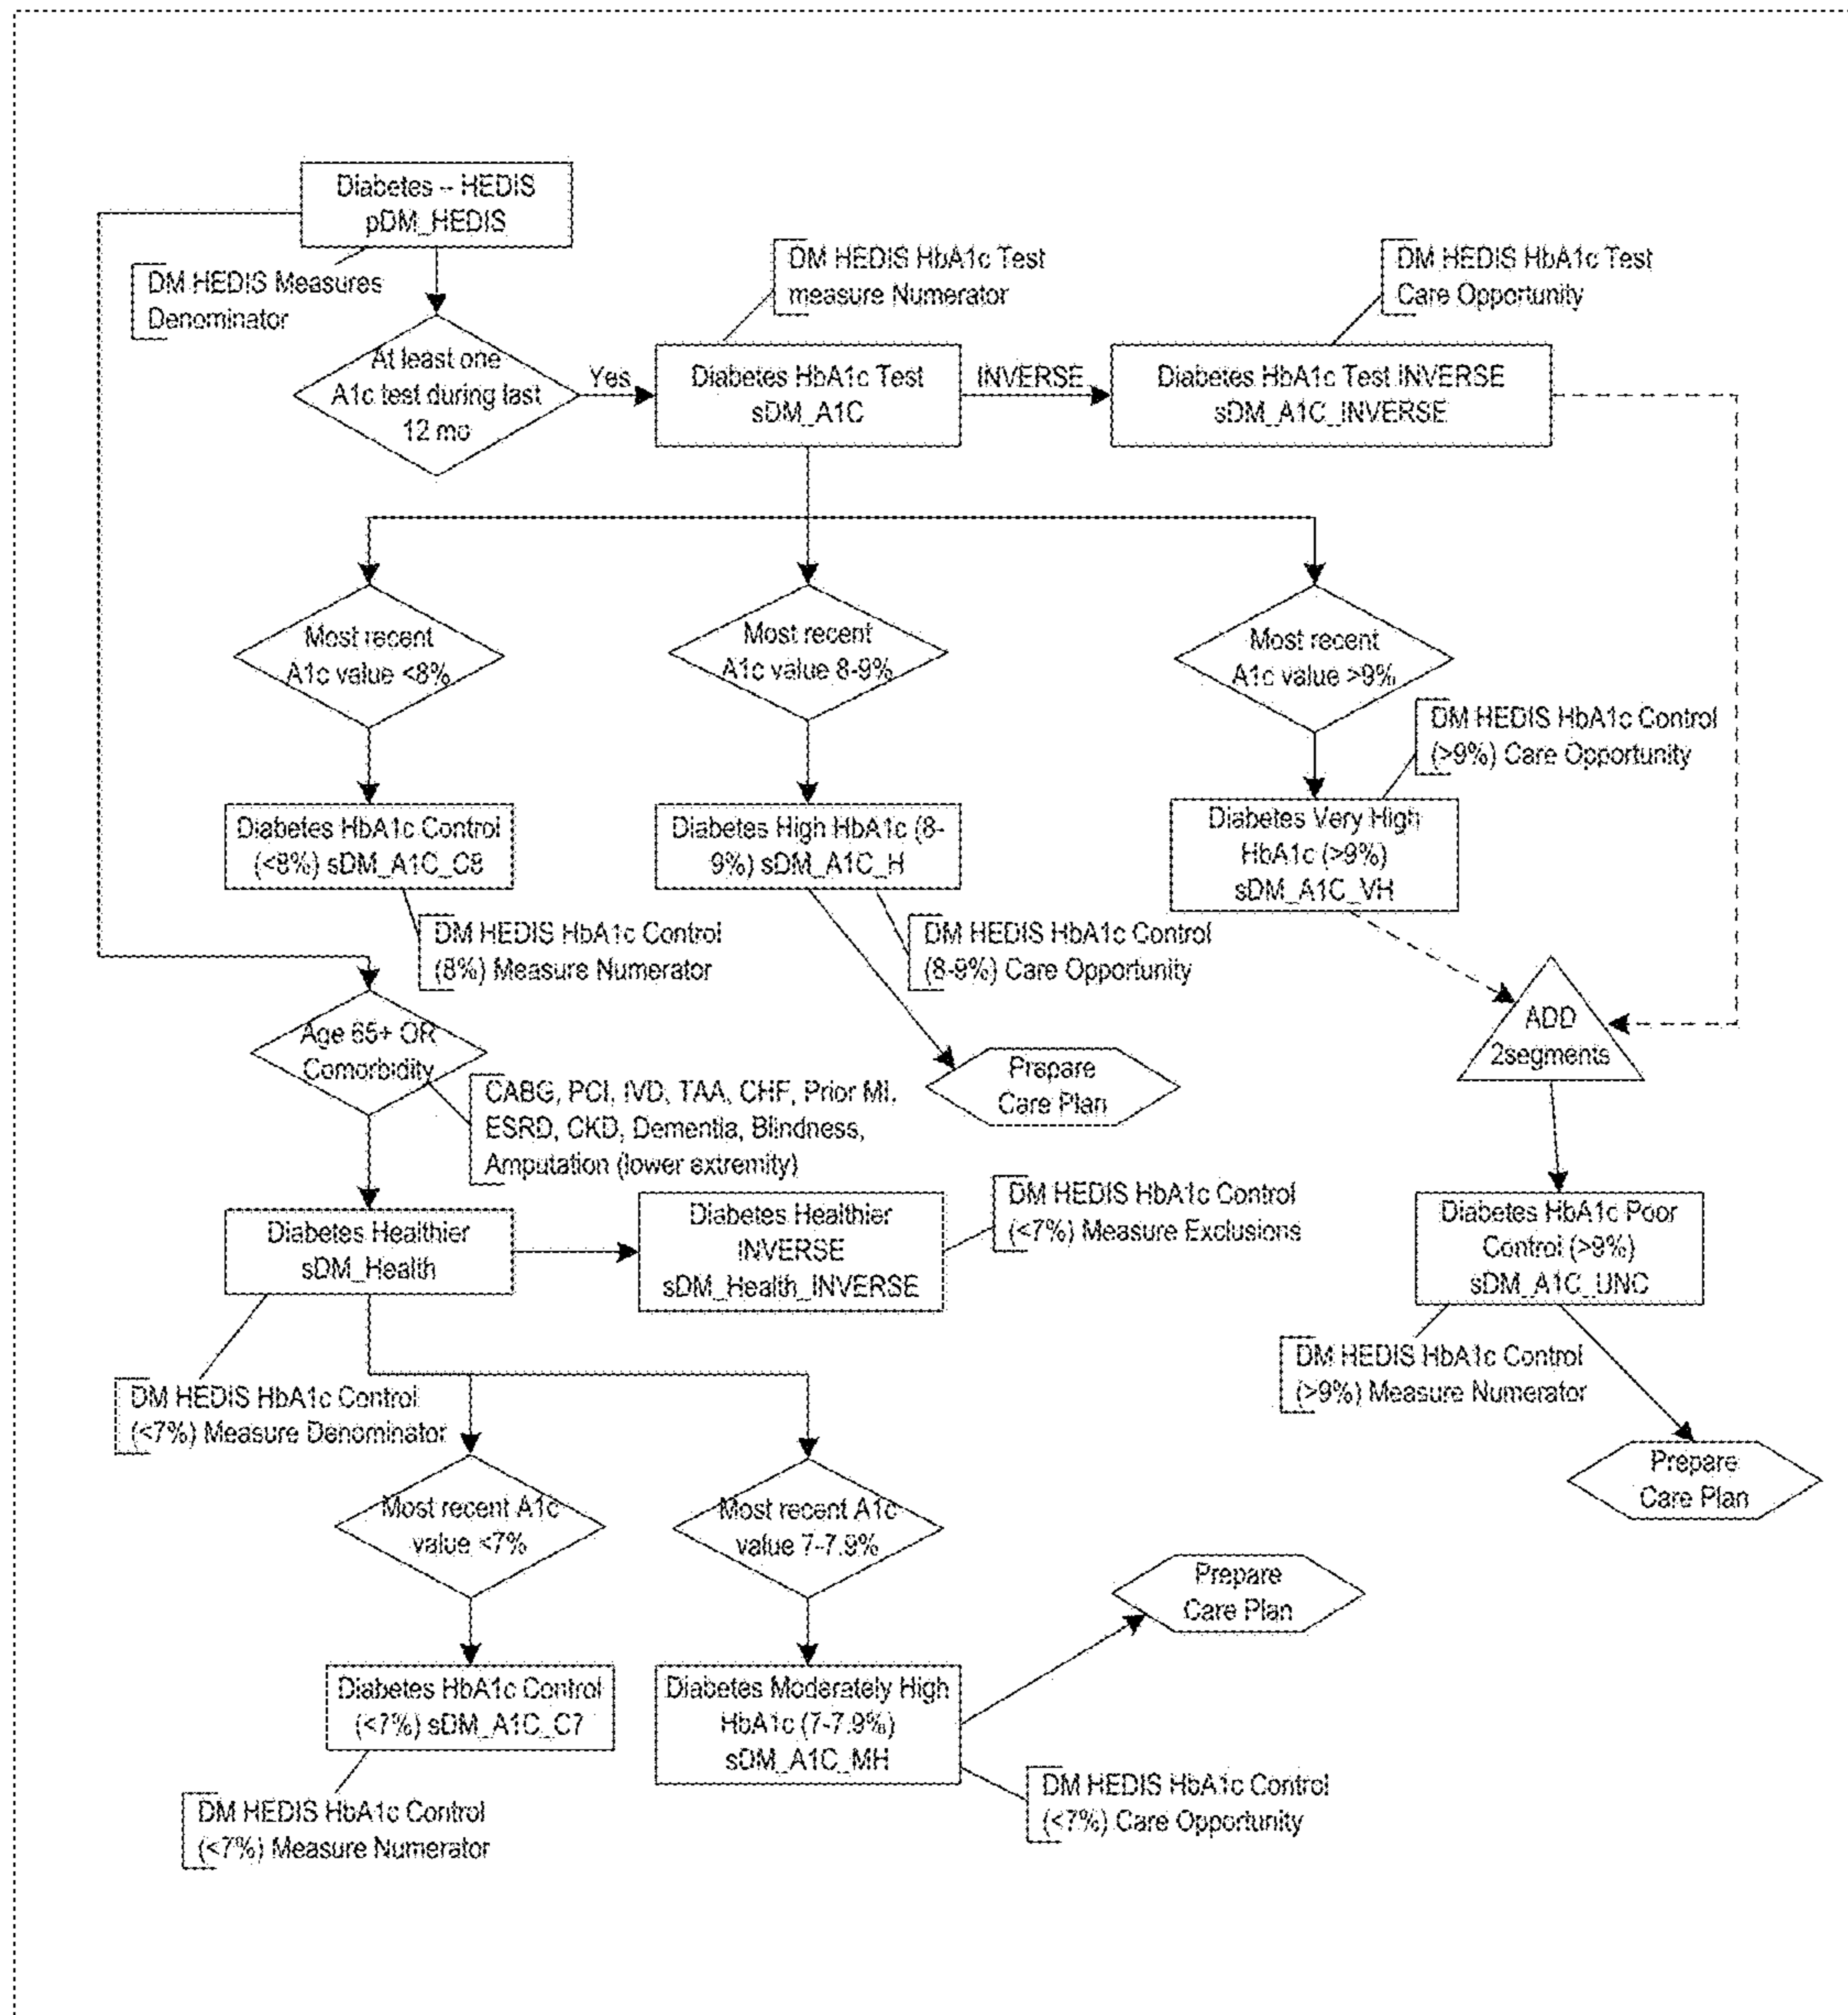 Diabetes -- HEDIS
pDM_HEDIS
DM HEDIS Measures
Denominator
DM HEDIS HbA1c Test
measure Numerator
DM HEDIS HbA1c Test
Care Opportunity
At least one
A1c test during last
12 mo
Yes
Diabetes HbA1c Test
sDM_A1C
INVERSE
Diabetes HbA1c Test INVERSE
sDM_A1C_INVERSE
Most recent
A1c value <8%
Most recent
A1c value 8-9%
Most recent
A1c value >9%
DM HEDIS HbA1c Control
(>9%) Care Opportunity
Diabetes HbA1c Control
(<8%) sDM_A1C_C8
Diabetes High HbA1c (8-
9%) sDM_A1C_H
Diabetes Very High
HbA1c (>9%)
sDM_A1C_VH
DM HEDIS HbA1c Control
(8%) Measure Numerator
DM HEDIS HbA1c Control
(8-9%) Care Opportunity
ADD
2segments
Age 65+ OR
Comorbidity
Prepare
Care Plan
CABG, PCI, IVD, TAA, CHF, Prior MI,
ESRD, CKD, Dementia, Blindness,
Amputation (lower extremity)
Diabetes Healthier
sDM_Health
Diabetes Healthier
INVERSE
sDM_Health_INVERSE
DM HEDIS HbA1c Control
(<7%) Measure Exclusions
Diabetes HbA1c Poor
Control (>9%)
sDM_A1C_UNC
DM HEDIS HbA1c Control
(<7%) Measure Denominator
DM HEDIS HbA1c Control
(>9%) Measure Numerator
Prepare
Care Plan
Most recent A1c
value <7%
Most recent A1c
value 7-7.9%
Prepare
Care Plan
Diabetes HbA1c Control
(<7%) sDM_A1C_C7
Diabetes Moderately High
HbA1c (7-7.9%)
sDM_A1C_MH
DM HEDIS HbA1c Control
(<7%) Measure Numerator
DM HEDIS HbA1c Control
(<7%) Care Opportunity